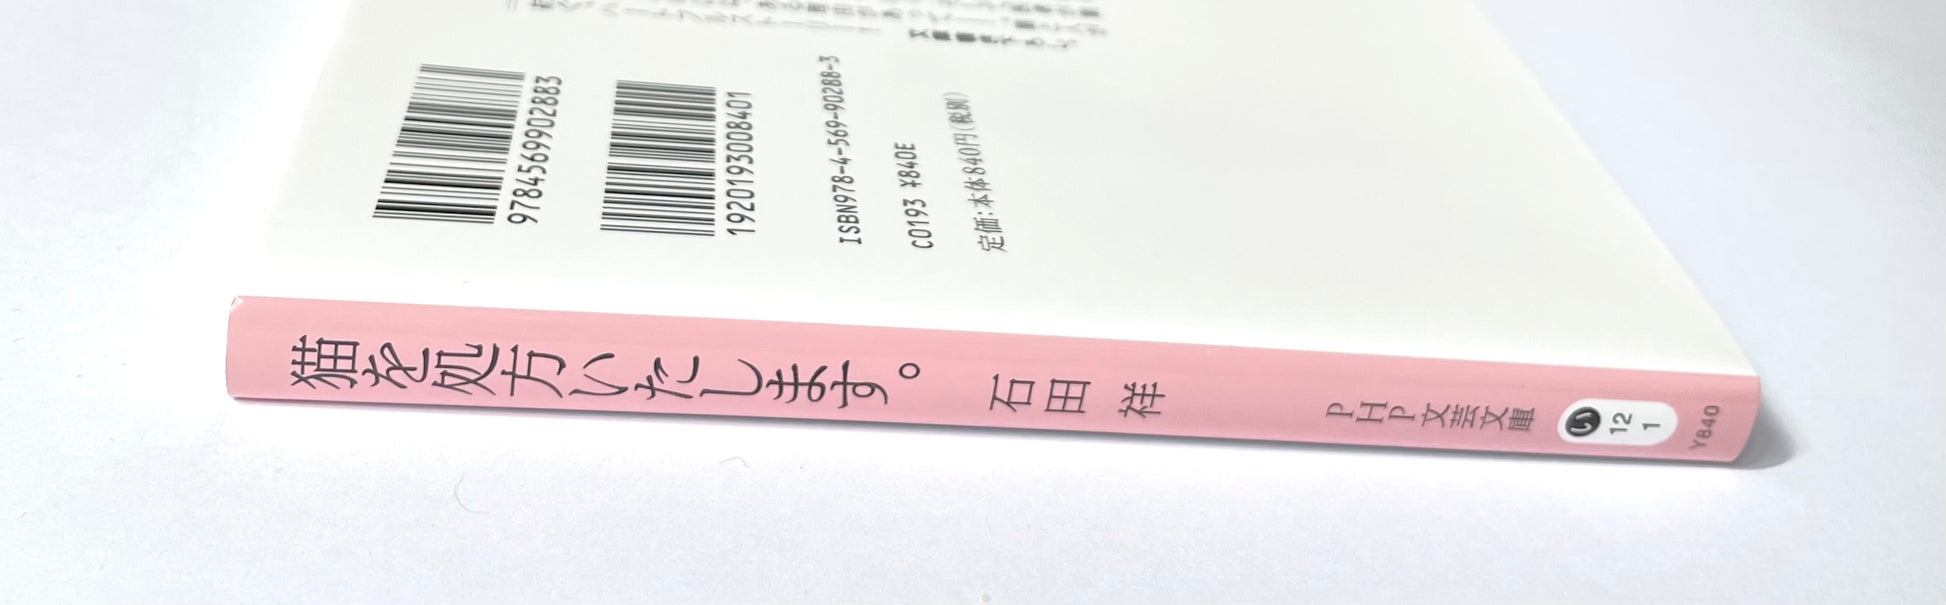 9784569902883
1920193008401
ISBN978-4-569-90288-3
C0193 ¥840E
定価:本体840円(税別)
猫を処方いたします。 石田 祥 PHP文芸文庫 い 12 1 ¥840